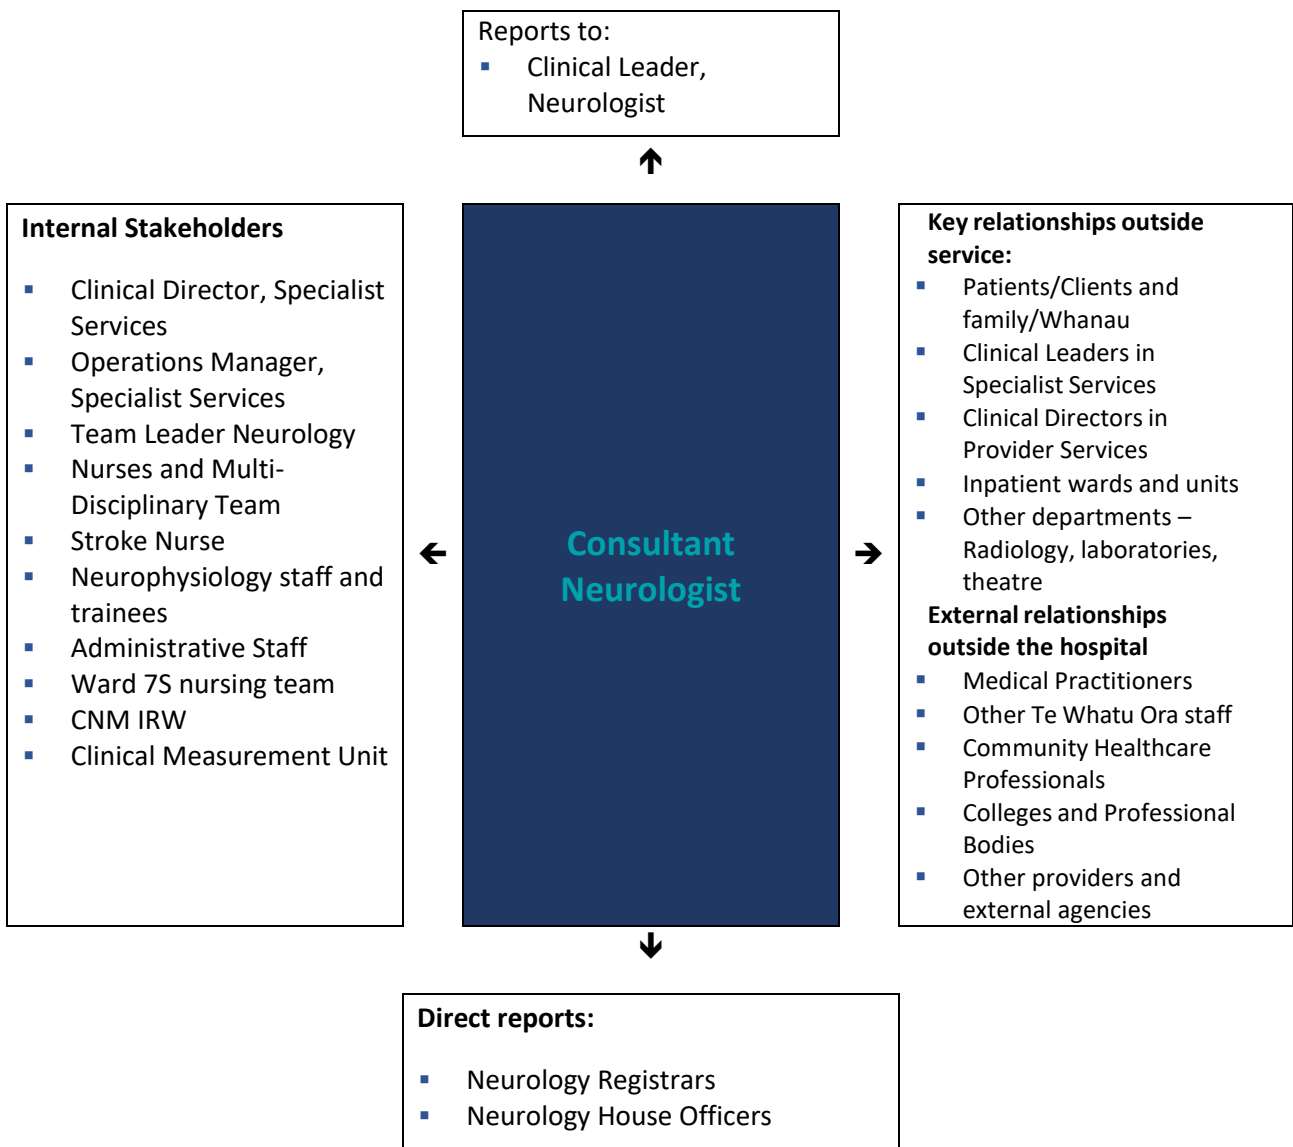 Reports to:
▪ Clinical Leader,
Neurologist
Internal Stakeholders
▪ Clinical Director, Specialist
Services
▪ Operations Manager,
Specialist Services
▪ Team Leader Neurology
▪ Nurses and Multi-
Disciplinary Team
▪ Stroke Nurse
▪ Neurophysiology staff and
trainees
▪ Administrative Staff
▪ Ward 7S nursing team
▪ CNM IRW
▪ Clinical Measurement Unit
Consultant
Neurologist
Key relationships outside
service:
▪ Patients/Clients and
family/Whanau
▪ Clinical Leaders in
Specialist Services
▪ Clinical Directors in
Provider Services
▪ Inpatient wards and units
▪ Other departments –
Radiology, laboratories,
theatre
External relationships
outside the hospital
▪ Medical Practitioners
▪ Other Te Whatu Ora staff
▪ Community Healthcare
Professionals
▪ Colleges and Professional
Bodies
▪ Other providers and
external agencies
Direct reports:
▪ Neurology Registrars
▪ Neurology House Officers